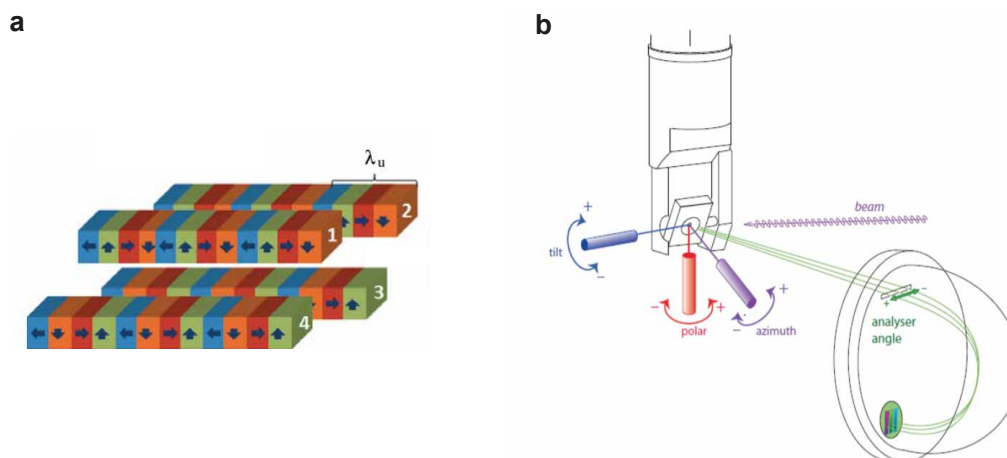 a
λu
1
2
3
4
b
beam
+
tilt
−
−
+
polar
+
−
azimuth
+
−
analyser
angle